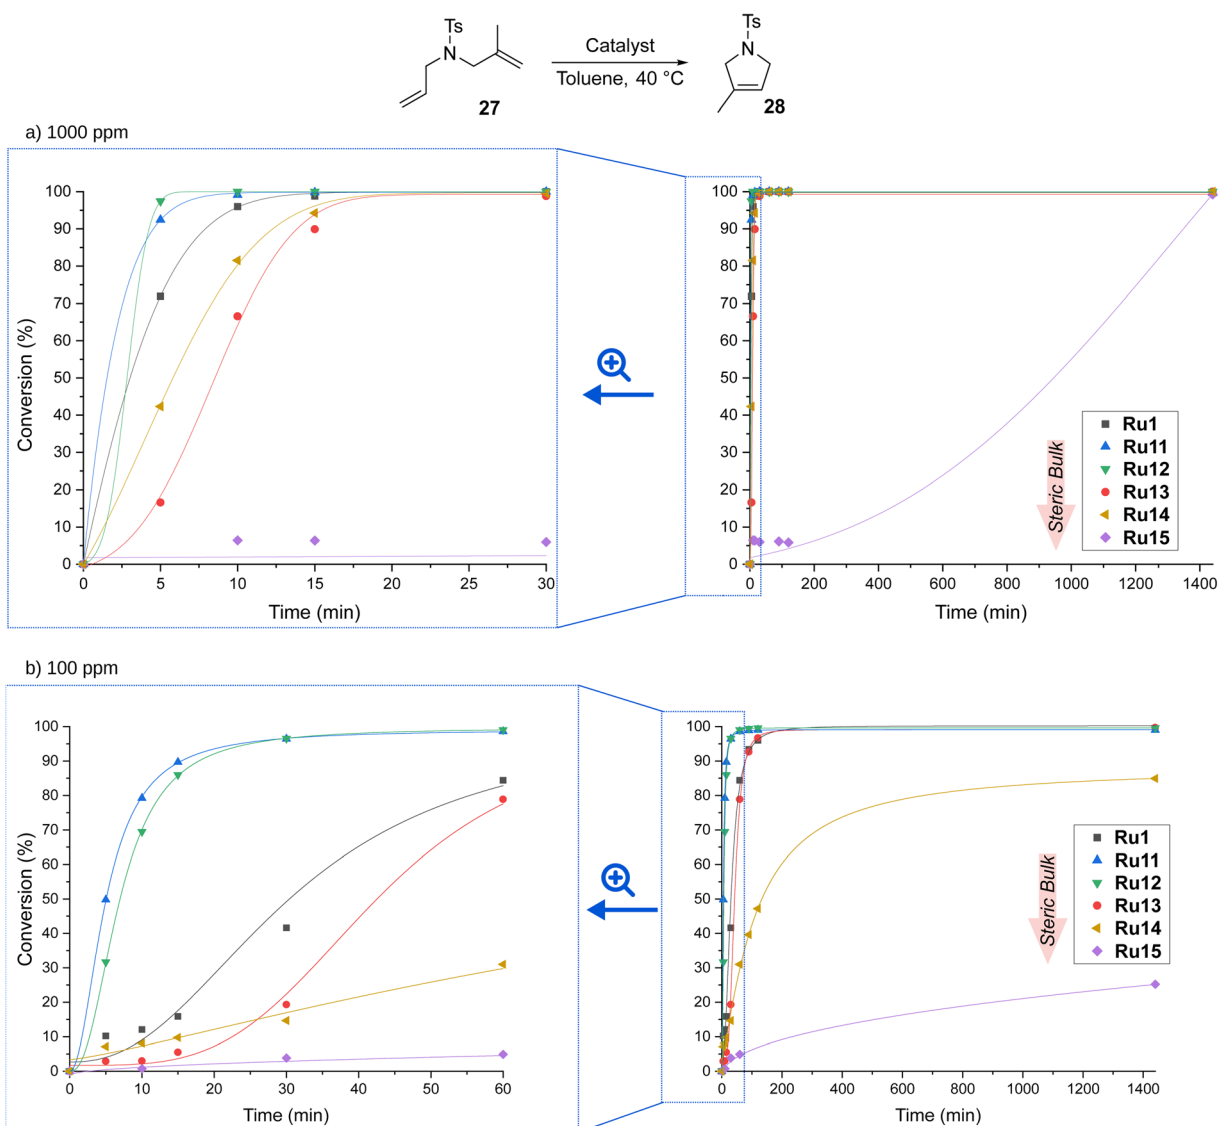 Ts
N
27
Catalyst
Toluene, 40 °C
Ts
N
28
a) 1000 ppm
Conversion (%)
100
90
80
70
60
50
40
30
20
10
0
0 5 10 15 20 25 30
Time (min)
100
90
80
70
60
50
40
30
20
10
0
0 200 400 600 800 1000 1200 1400
Time (min)
Steric Bulk
Ru1
Ru11
Ru12
Ru13
Ru14
Ru15
b) 100 ppm
Conversion (%)
100
90
80
70
60
50
40
30
20
10
0
0 10 20 30 40 50 60
Time (min)
100
90
80
70
60
50
40
30
20
10
0
0 200 400 600 800 1000 1200 1400
Time (min)
Steric Bulk
Ru1
Ru11
Ru12
Ru13
Ru14
Ru15